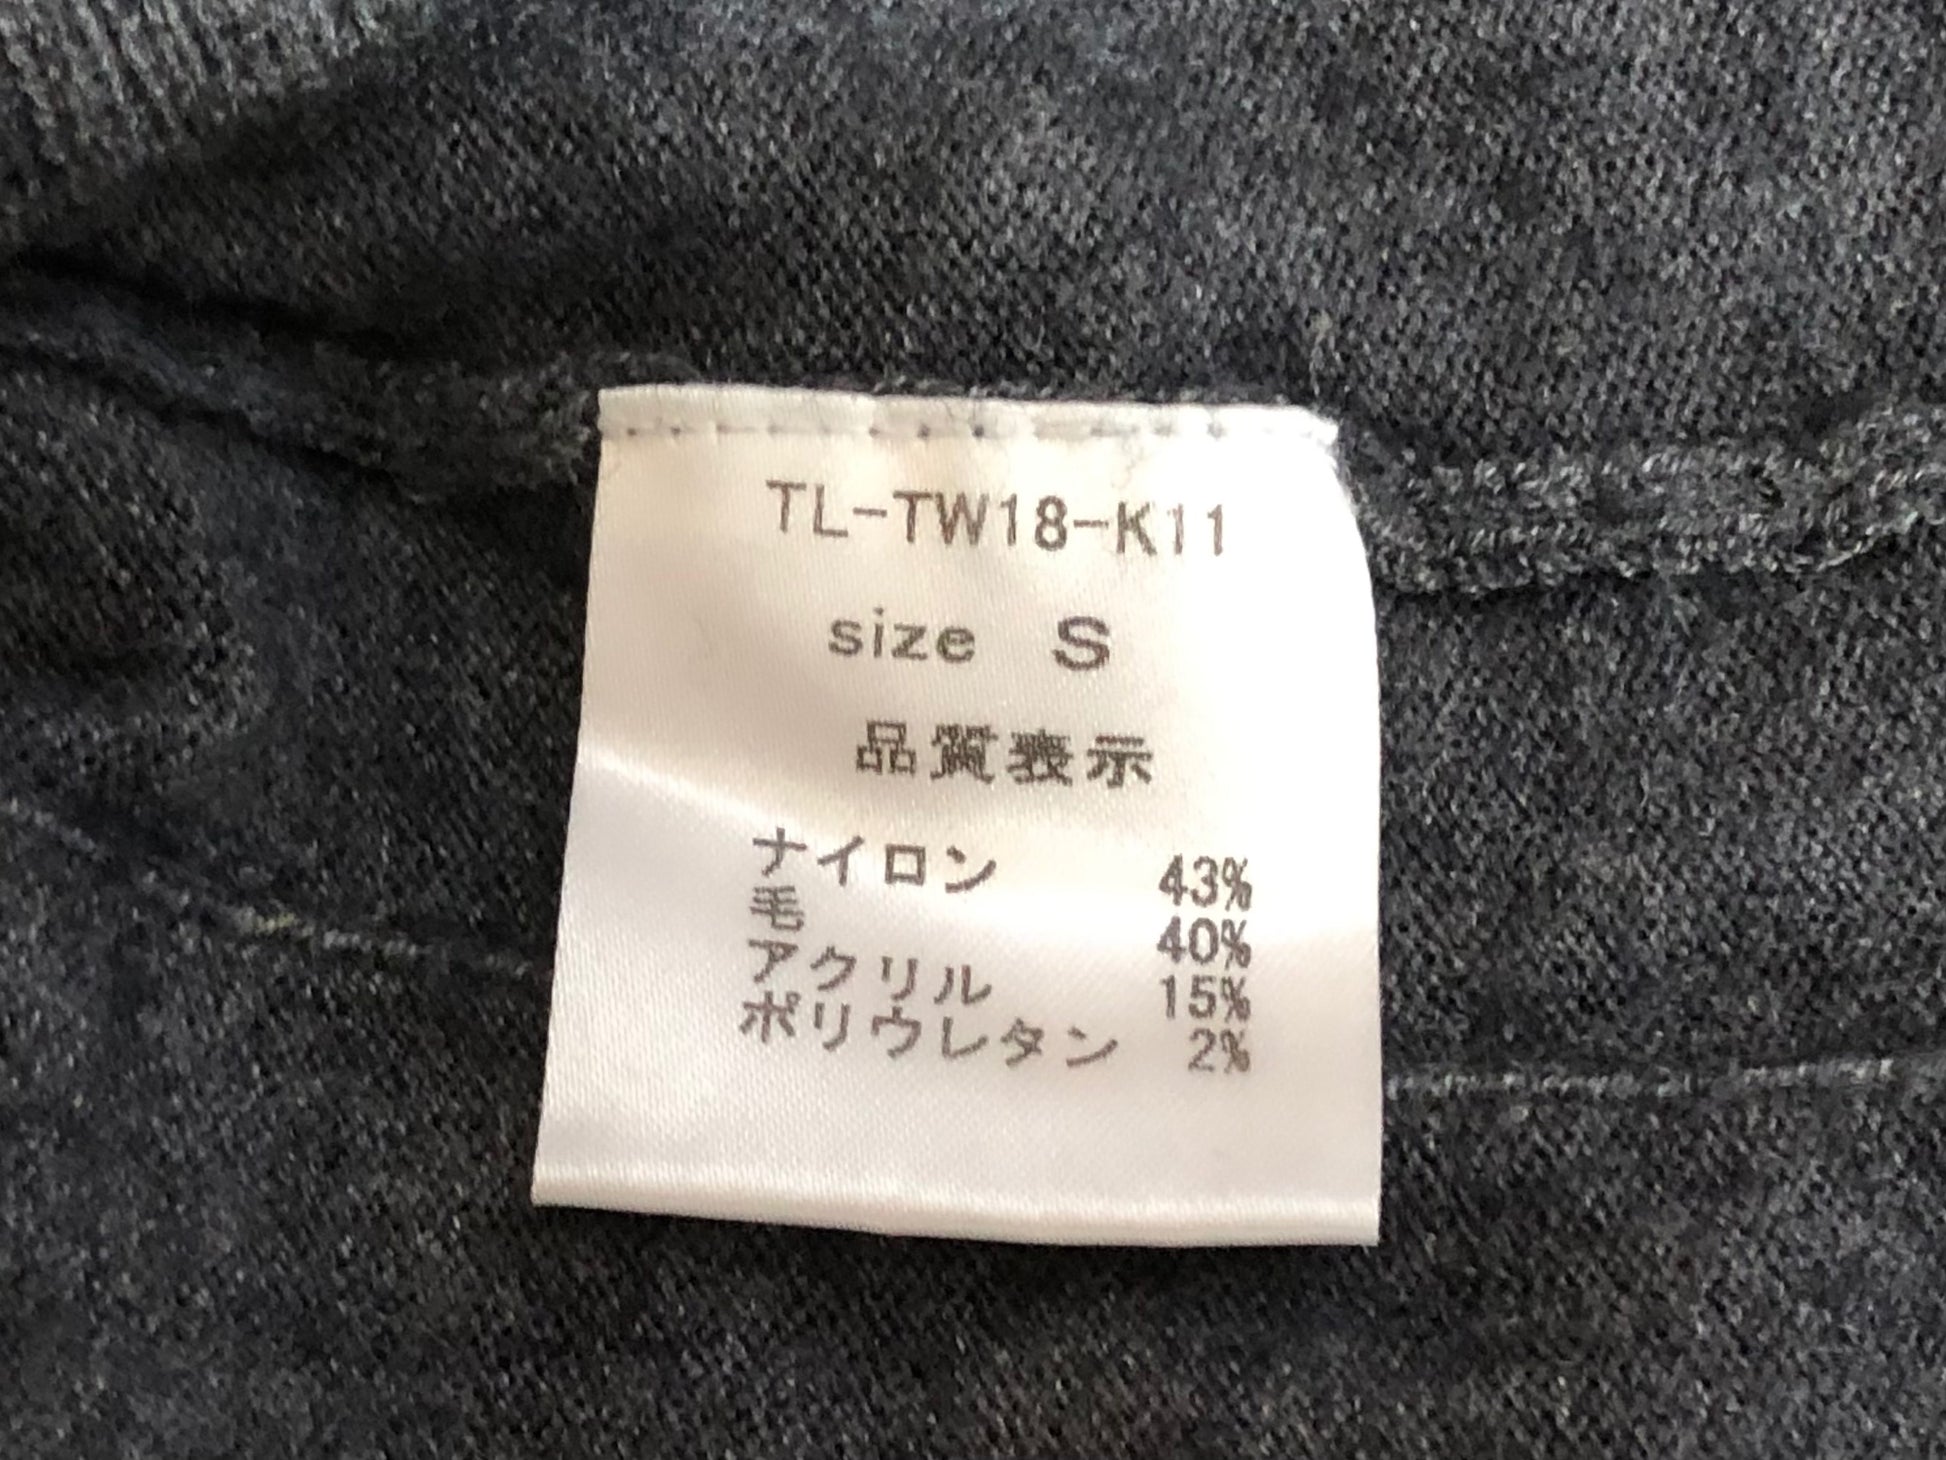 TL-TW18-K11
size S
品質表示
ナイロン 43%
毛 40%
アクリル 15%
ポリウレタン 2%